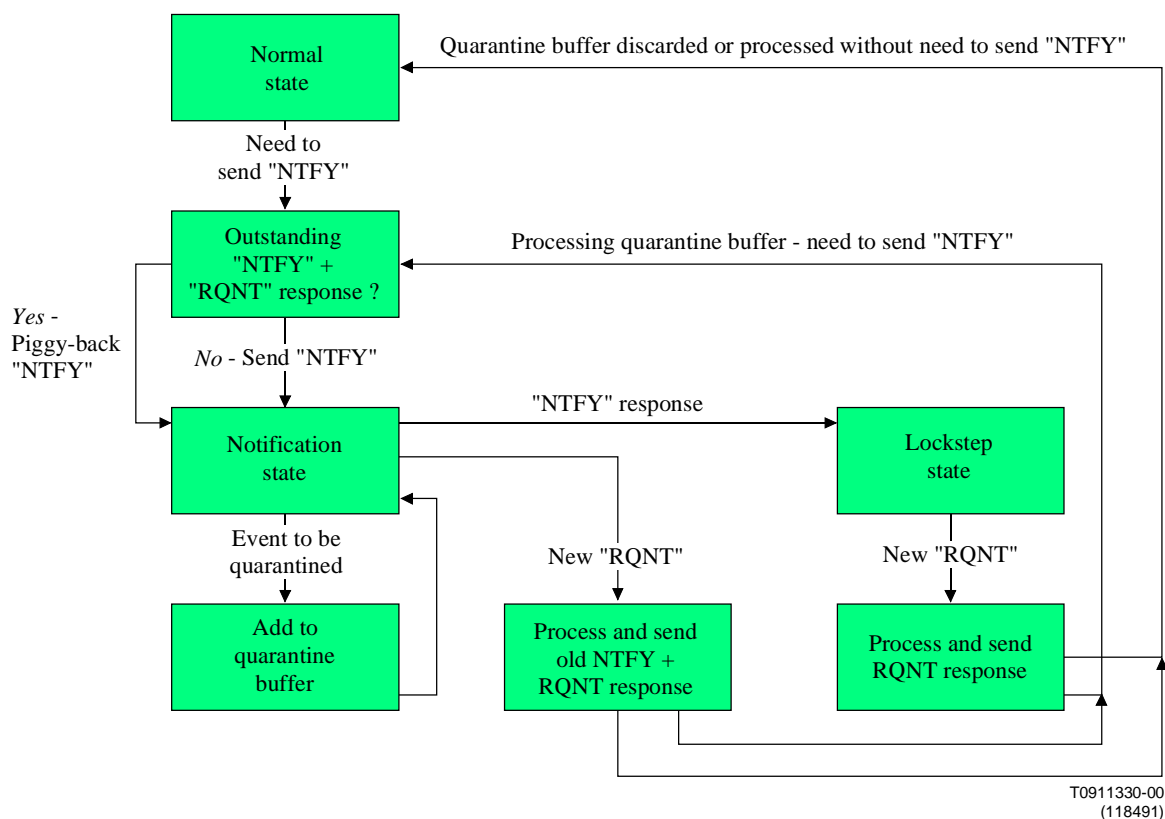 Normal
state
Quarantine buffer discarded or processed without need to send "NTFY"
Need to
send "NTFY"
Outstanding
"NTFY" +
"RQNT" response ?
Processing quarantine buffer - need to send "NTFY"
Yes -
Piggy-back
"NTFY"
No - Send "NTFY"
"NTFY" response
Notification
state
Lockstep
state
Event to be
quarantined
New "RQNT"
New "RQNT"
Add to
quarantine
buffer
Process and send
old NTFY +
RQNT response
Process and send
RQNT response
T0911330-00
(118491)